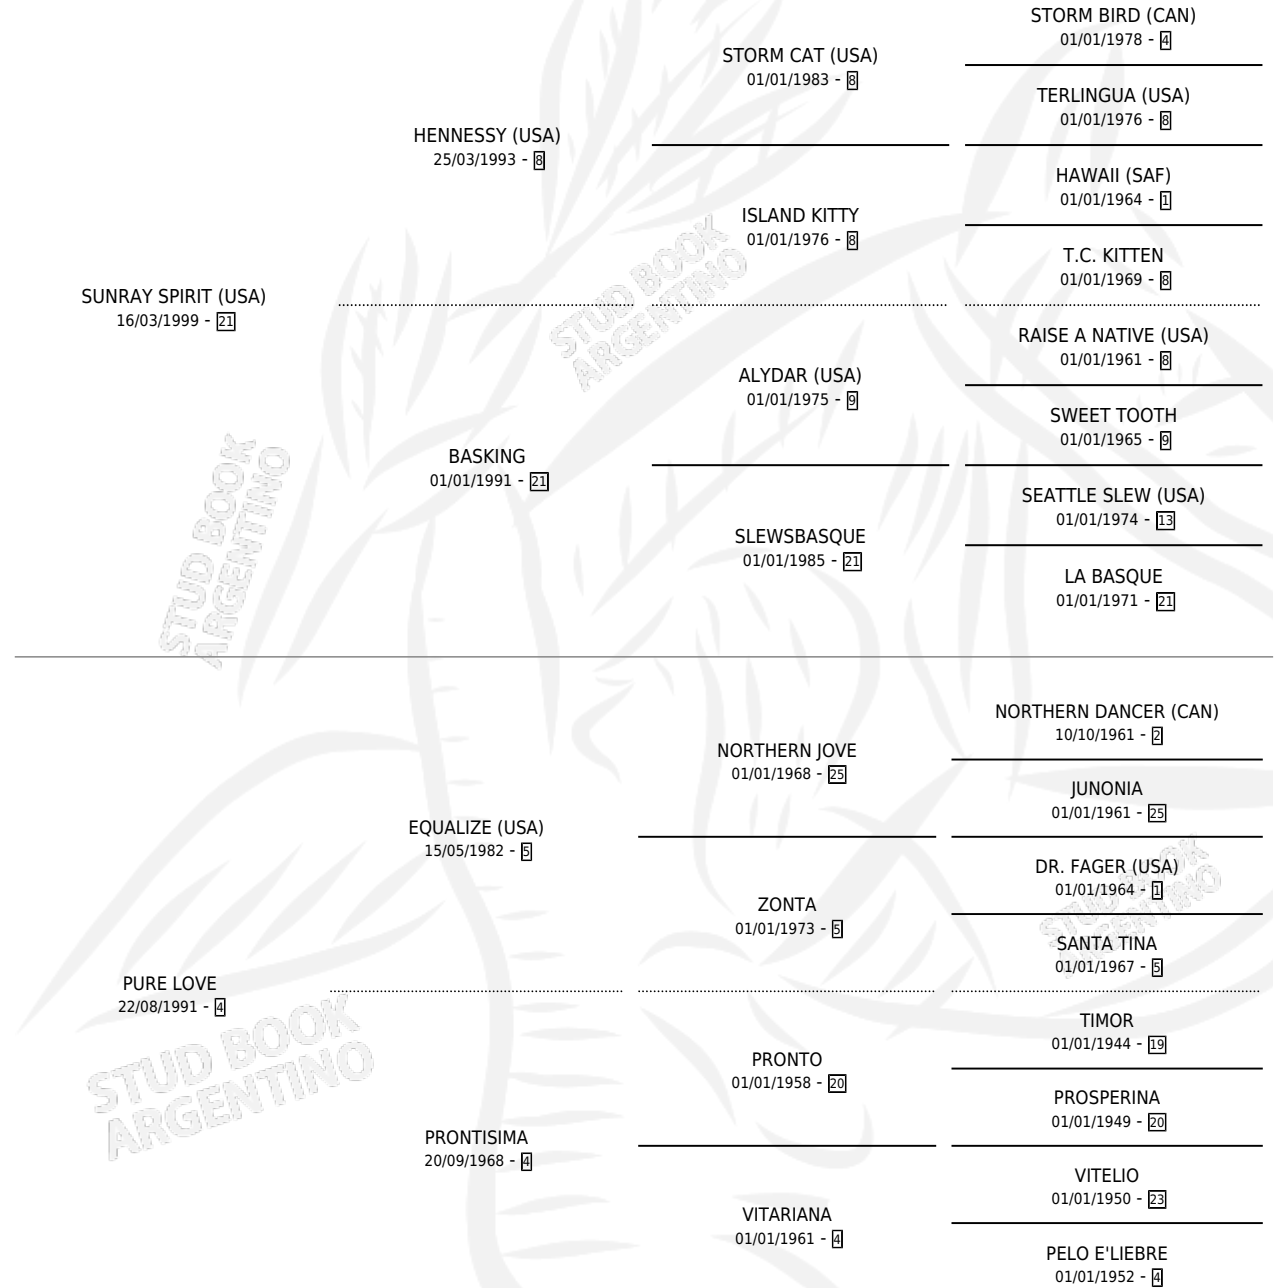 STORM BIRD (CAN)
01/01/1978 - 4
STORM CAT (USA)
01/01/1983 - 8
TERLINGUA (USA)
01/01/1976 - 8
HENNESSY (USA)
25/03/1993 - 8
HAWAII (SAF)
01/01/1964 - 1
ISLAND KITTY
01/01/1976 - 8
T.C. KITTEN
01/01/1969 - 8
SUNRAY SPIRIT (USA)
16/03/1999 - 21
RAISE A NATIVE (USA)
01/01/1961 - 8
ALYDAR (USA)
01/01/1975 - 9
SWEET TOOTH
01/01/1965 - 9
BASKING
01/01/1991 - 21
SEATTLE SLEW (USA)
01/01/1974 - 13
SLEWSBASQUE
01/01/1985 - 21
LA BASQUE
01/01/1971 - 21
NORTHERN DANCER (CAN)
10/10/1961 - 2
NORTHERN JOVE
01/01/1968 - 25
JUNONIA
01/01/1961 - 25
EQUALIZE (USA)
15/05/1982 - 5
DR. FAGER (USA)
01/01/1964 - 1
ZONTA
01/01/1973 - 5
SANTA TINA
01/01/1967 - 5
PURE LOVE
22/08/1991 - 4
TIMOR
01/01/1944 - 19
PRONTO
01/01/1958 - 20
PROSPERINA
01/01/1949 - 20
PRONTISIMA
20/09/1968 - 4
VITELIO
01/01/1950 - 23
VITARIANA
01/01/1961 - 4
PELO E'LIEBRE
01/01/1952 - 4
STUD BOOK
ARGENTINO
STUD BOOK
ARGENTINO
STUD BOOK
ARGENTINO
STUD BOOK
ARGENTINO